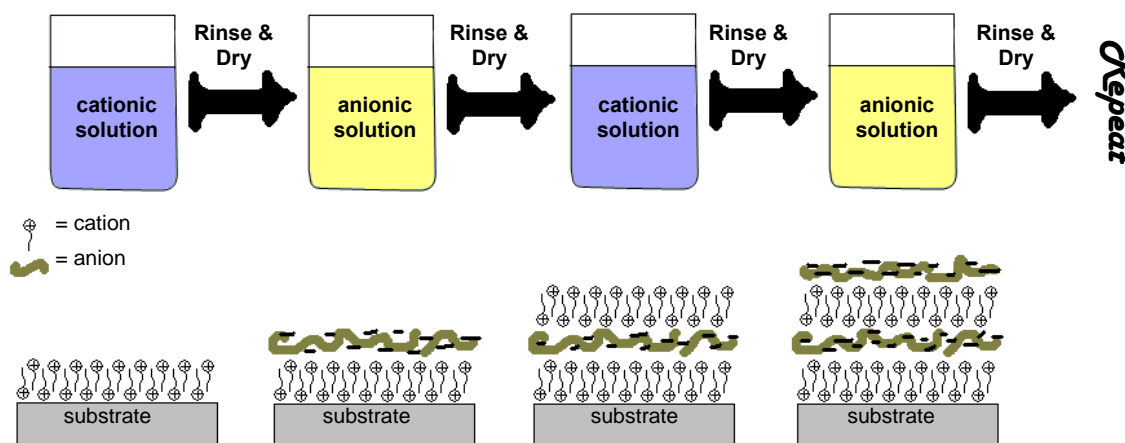 Rinse &
Dry
Rinse &
Dry
Rinse &
Dry
Rinse &
Dry
cationic
solution
anionic
solution
cationic
solution
anionic
solution
Repeat
= cation
= anion
substrate
substrate
substrate
substrate